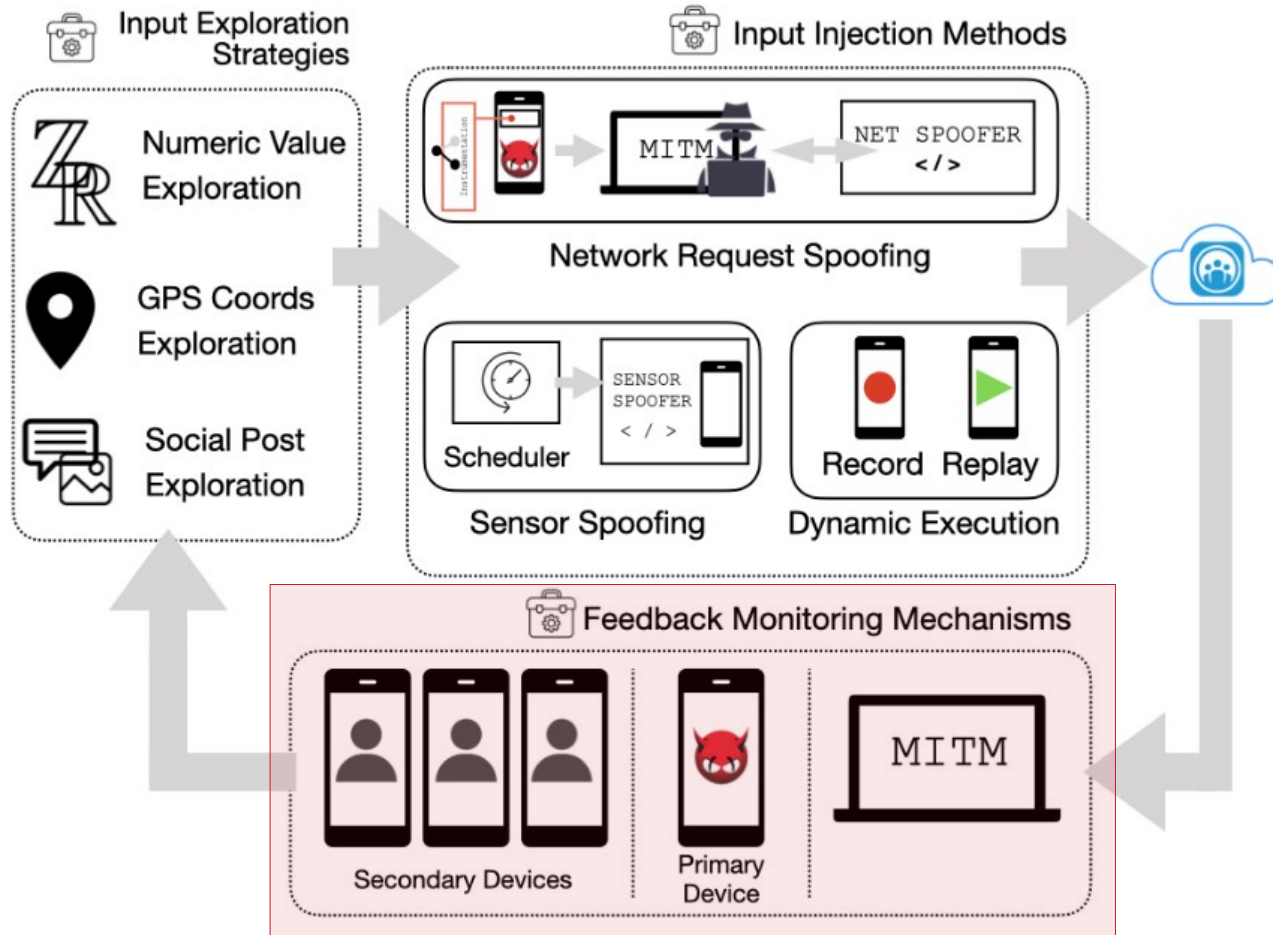 Input Exploration
Strategies
Numeric Value
Exploration
GPS Coords
Exploration
Social Post
Exploration
Input Injection Methods
Instrumentation
MITM
NET SPOOFER
</>
Network Request Spoofing
Scheduler
SENSOR
SPOOFER
< / >
Sensor Spoofing
Record Replay
Dynamic Execution
Feedback Monitoring Mechanisms
Secondary Devices
Primary
Device
MITM